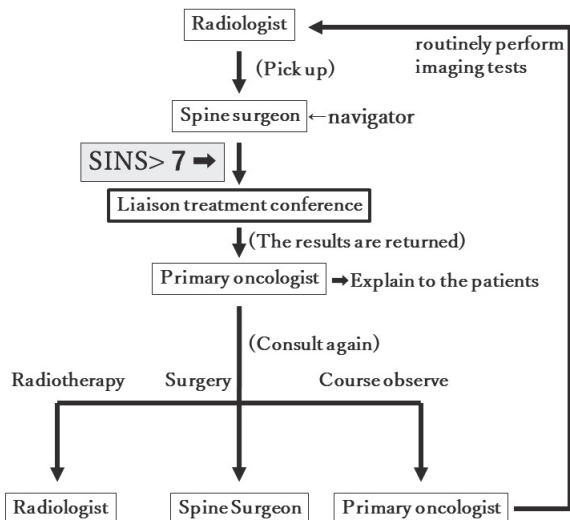 Radiologist
routinely perform
imaging tests
(Pick up)
Spine surgeon ←navigator
SINS> 7 ➡
Liaison treatment conference
(The results are returned)
Primary oncologist ➡Explain to the patients
(Consult again)
Radiotherapy Surgery Course observe
Radiologist Spine Surgeon Primary oncologist